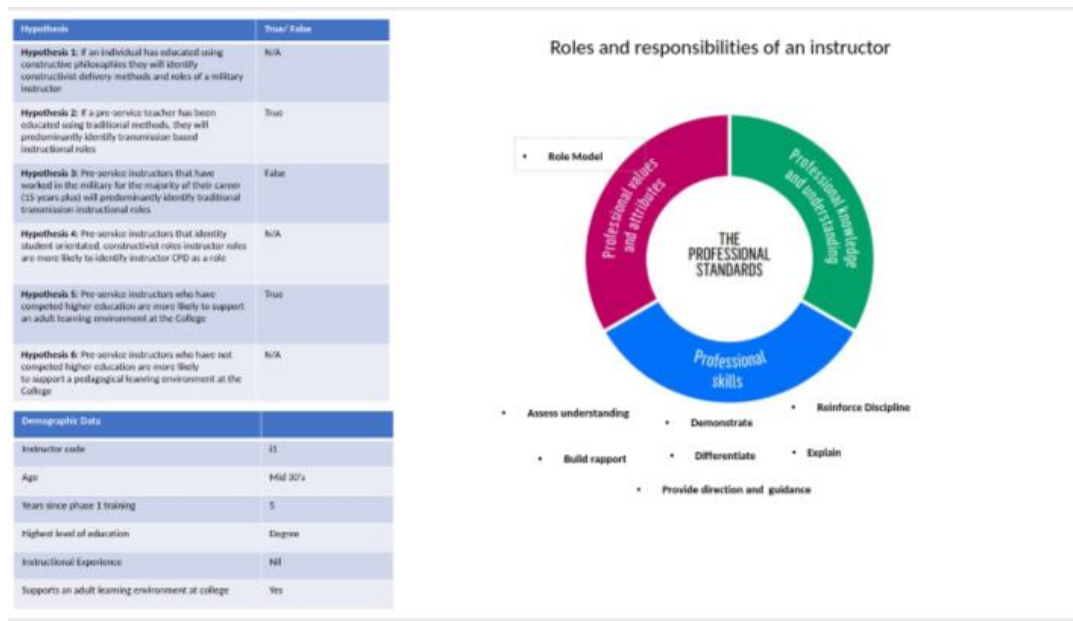 Hypothesis True/ False
Hypothesis 1: If an individual has educated using N/A
constructive philosophies they will identify
constructivist delivery methods and roles of a military
instructor
Hypothesis 2: If a pre-service teacher has been True
educated using traditional methods, they will
predominantly identify transmission based
instructional roles
Hypothesis 3: Pre-service instructors that have False
worked in the military for the majority of their career
(15 years plus) will predominantly identify traditional
transmission instructional roles
Hypothesis 4: Pre-service instructors that identity N/A
student orientated, constructivist roles instructor roles
are more likely to identify instructor CPD as a role
Hypothesis 5: Pre-service instructors who have True
competed higher education are more likely to support
an adult learning environment at the College
Hypothesis 6: Pre-service instructors who have not N/A
competed higher education are more likely
to support a pedagogical learning environment at the
College
Demographic Data
Instructor code i1
Age Mid 30's
Years since phase 1 training 5
Highest level of education Degree
Instructional Experience Nil
Supports an adult learning environment at college Yes
Roles and responsibilities of an instructor
• Role Model
Professional values
and attributes
Professional knowledge
and understanding
THE
PROFESSIONAL
STANDARDS
Professional
skills
• Assess understanding
• Demonstrate
• Reinforce Discipline
• Build rapport
• Differentiate
• Explain
• Provide direction and guidance